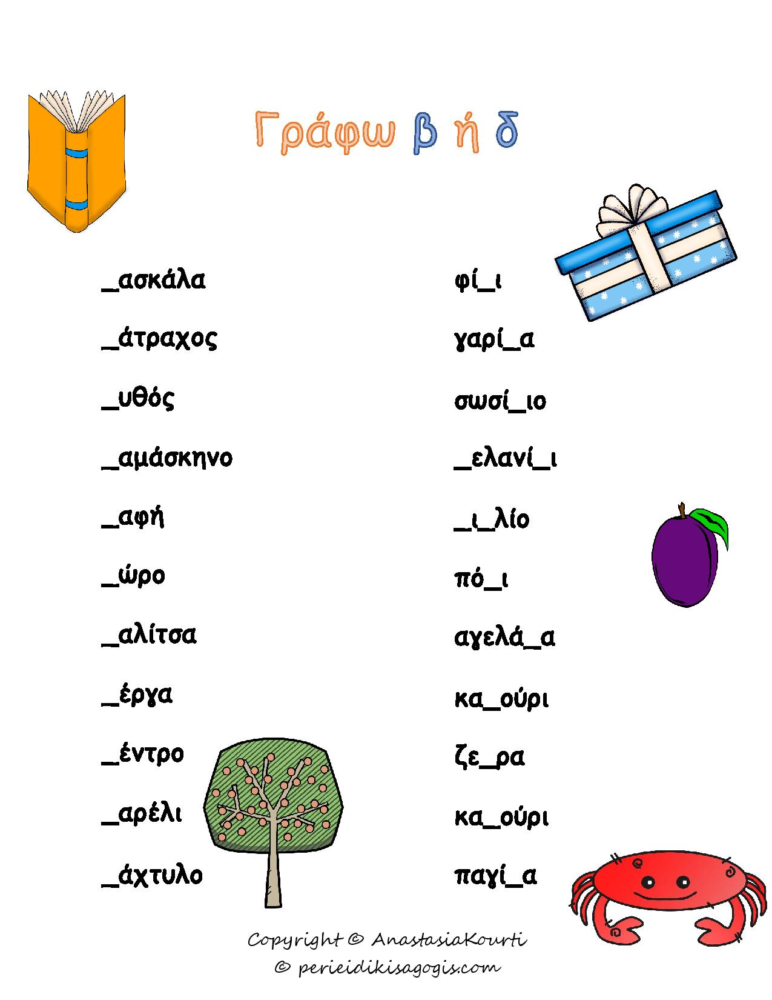 Γράφω β ή δ
_ασκάλα
_άτραχος
_υθός
_αμάσκηνο
_αφή
_ώρο
_αλίτσα
_έργα
_έντρο
_αρέλι
_άχτυλο
φί_ι
γαρί_α
σωσί_ιο
_ελανί_ι
_ι_λίο
πό_ι
αγελά_α
κα_ούρι
ζε_ρα
κα_ούρι
παγί_α
Copyright © AnastasiaKourti
© perieidikisagogis.com